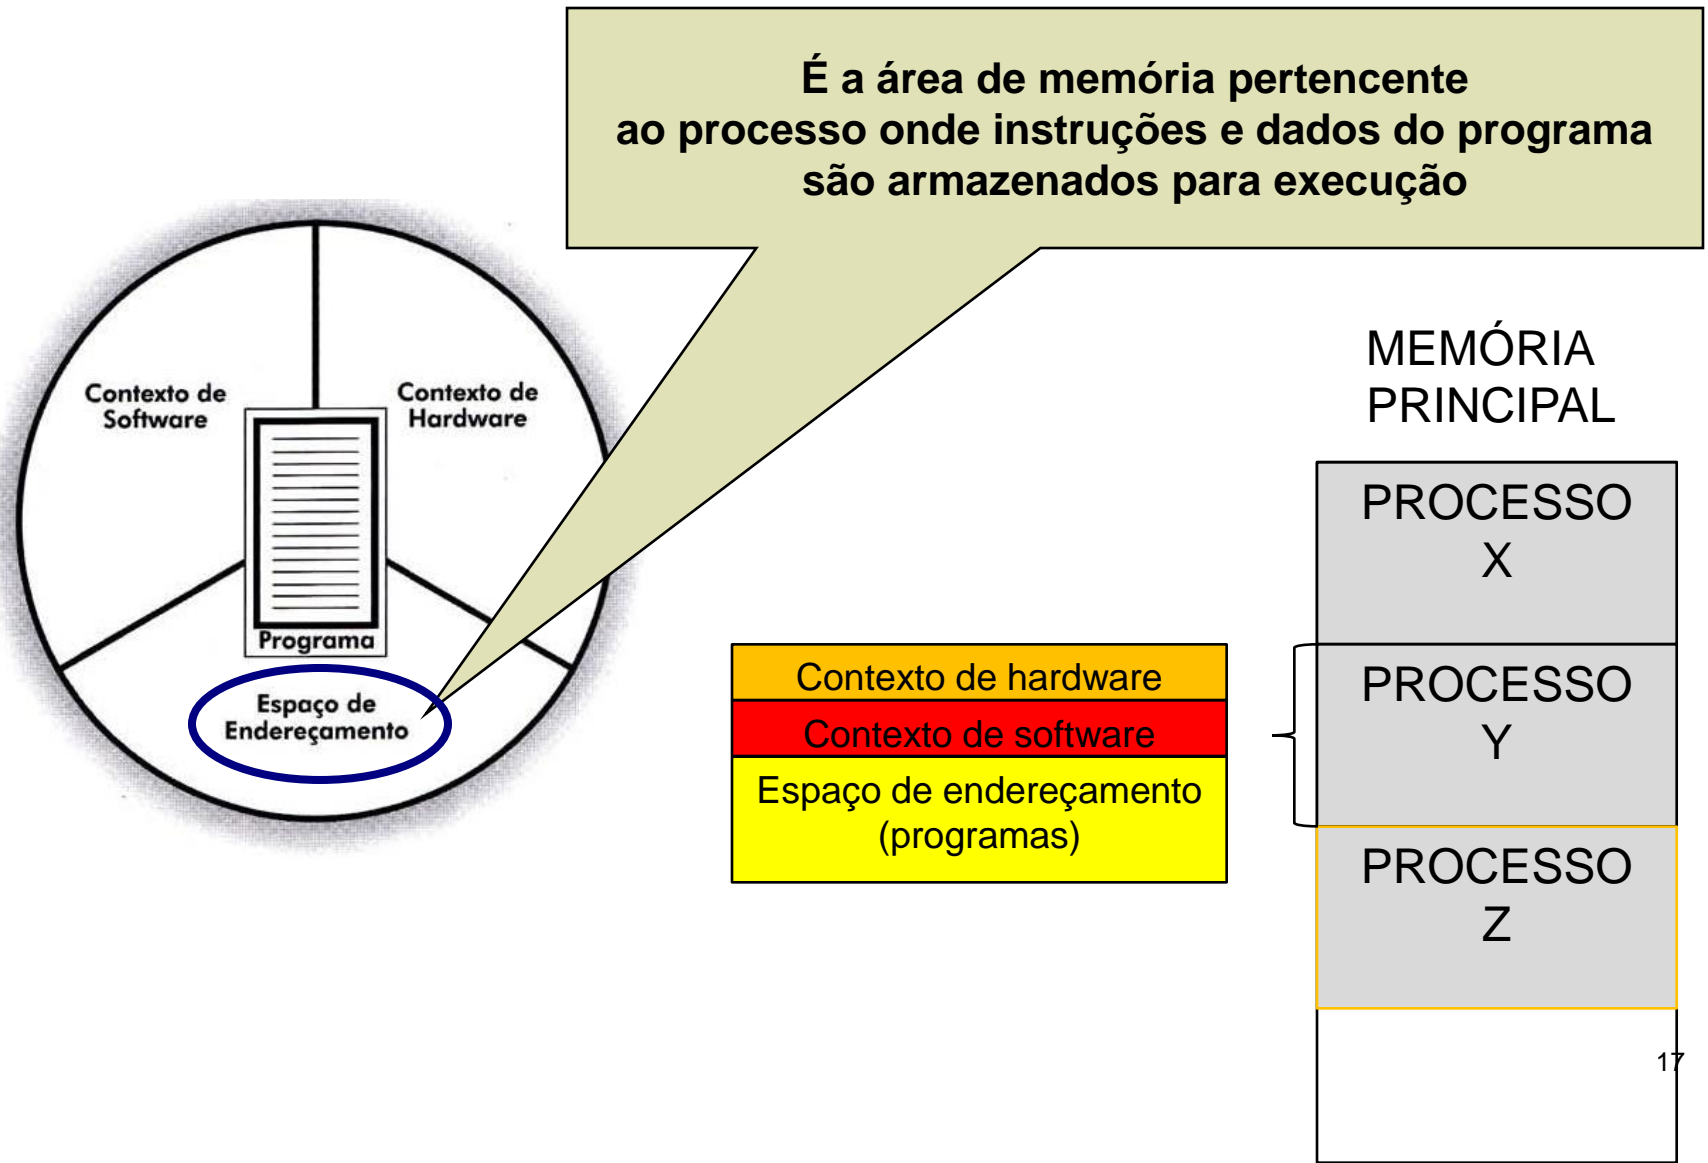 É a área de memória pertencente
ao processo onde instruções e dados do programa
são armazenados para execução
Contexto de
Software
Contexto de
Hardware
Programa
Espaço de
Endereçamento
Contexto de hardware
Contexto de software
Espaço de endereçamento
(programas)
MEMÓRIA
PRINCIPAL
PROCESSO
X
PROCESSO
Y
PROCESSO
Z
17